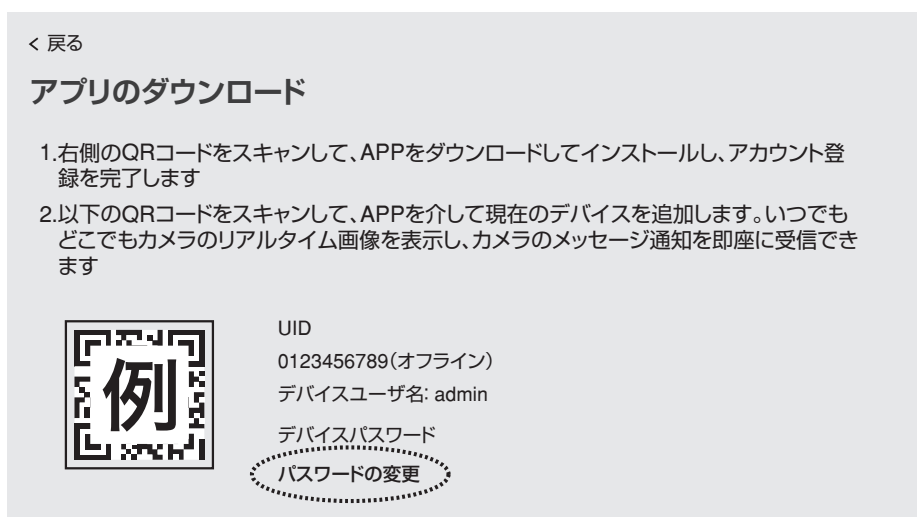 < 戻る
アプリのダウンロード
1.右側のQRコードをスキャンして、APPをダウンロードしてインストールし、アカウント登
録を完了します
2.以下のQRコードをスキャンして、APPを介して現在のデバイスを追加します。いつでも
どこでもカメラのリアルタイム画像を表示し、カメラのメッセージ通知を即座に受信でき
ます
例
UID
0123456789(オフライン)
デバイスユーザ名: admin
デバイスパスワード
パスワードの変更